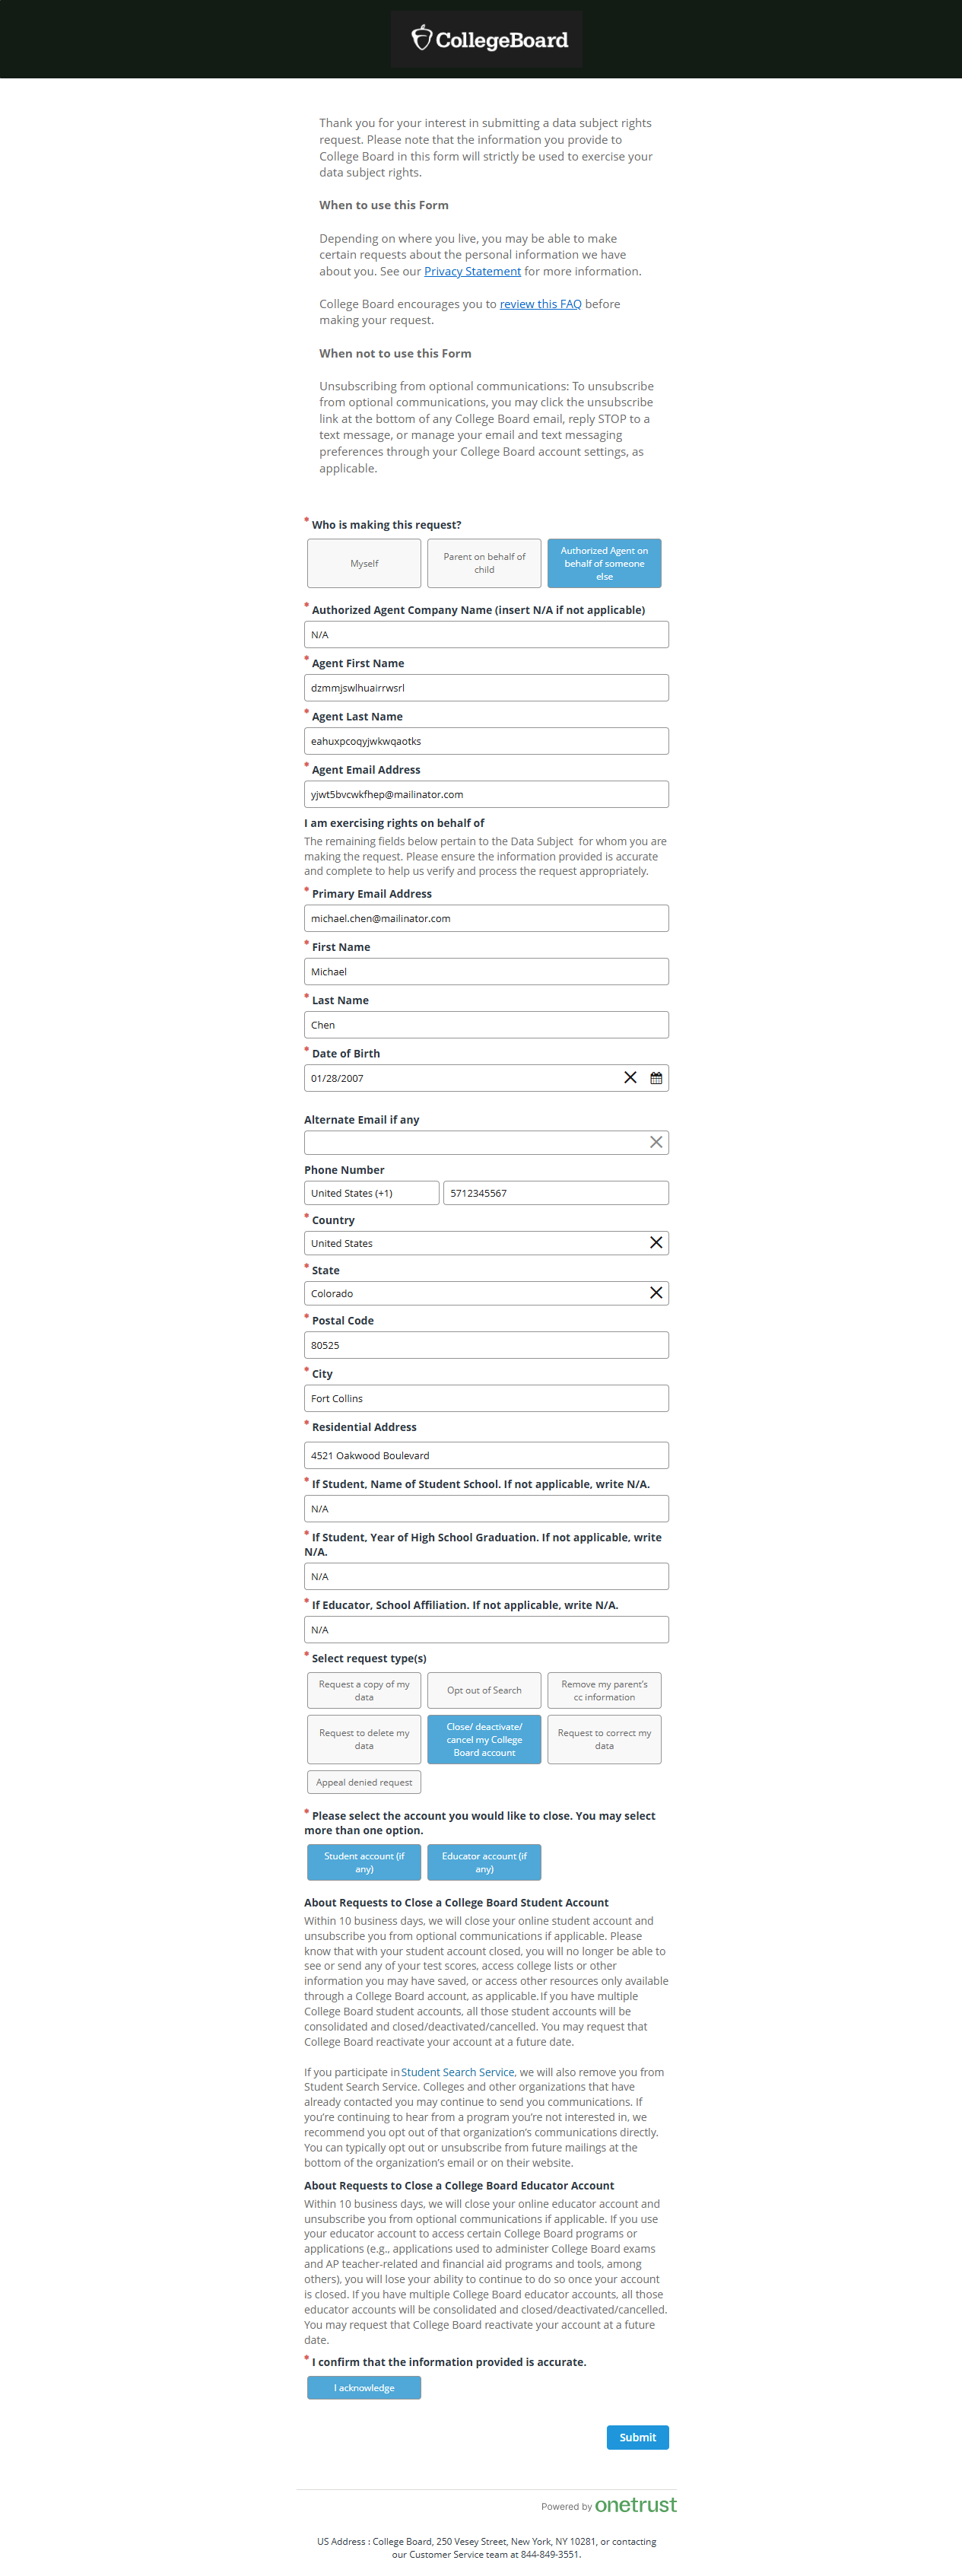 CollegeBoard
Thank you for your interest in submitting a data subject rights
request. Please note that the information you provide to
College Board in this form will strictly be used to exercise your
data subject rights.
When to use this Form
Depending on where you live, you may be able to make
certain requests about the personal information we have
about you. See our Privacy Statement for more information.
College Board encourages you to review this FAQ before
making your request.
When not to use this Form
Unsubscribing from optional communications: To unsubscribe
from optional communications, you may click the unsubscribe
link at the bottom of any College Board email, reply STOP to a
text message, or manage your email and text messaging
preferences through your College Board account settings, as
applicable.
* Who is making this request?
Myself
Parent on behalf of
child
Authorized Agent on
behalf of someone
else
* Authorized Agent Company Name (insert N/A if not applicable)
N/A
* Agent First Name
dzmmjswlhuairrwsrl
* Agent Last Name
eahuxpcoqyjwkwqaotks
* Agent Email Address
yjwt5bvcwkfhep@mailinator.com
I am exercising rights on behalf of
The remaining fields below pertain to the Data Subject for whom you are
making the request. Please ensure the information provided is accurate
and complete to help us verify and process the request appropriately.
* Primary Email Address
michael.chen@mailinator.com
* First Name
Michael
* Last Name
Chen
* Date of Birth
01/28/2007
Alternate Email if any
Phone Number
United States (+1) 5712345567
* Country
United States
* State
Colorado
* Postal Code
80525
* City
Fort Collins
* Residential Address
4521 Oakwood Boulevard
* If Student, Name of Student School. If not applicable, write N/A.
N/A
* If Student, Year of High School Graduation. If not applicable, write
N/A.
N/A
* If Educator, School Affiliation. If not applicable, write N/A.
N/A
* Select request type(s)
Request a copy of my
data
Opt out of Search
Remove my parent's
cc information
Request to delete my
data
Close/ deactivate/
cancel my College
Board account
Request to correct my
data
Appeal denied request
* Please select the account you would like to close. You may select
more than one option.
Student account (if
any)
Educator account (if
any)
About Requests to Close a College Board Student Account
Within 10 business days, we will close your online student account and
unsubscribe you from optional communications if applicable. Please
know that with your student account closed, you will no longer be able to
see or send any of your test scores, access college lists or other
information you may have saved, or access other resources only available
through a College Board account, as applicable. If you have multiple
College Board student accounts, all those student accounts will be
consolidated and closed/deactivated/cancelled. You may request that
College Board reactivate your account at a future date.
If you participate in Student Search Service, we will also remove you from
Student Search Service. Colleges and other organizations that have
already contacted you may continue to send you communications. If
you're continuing to hear from a program you're not interested in, we
recommend you opt out of that organization's communications directly.
You can typically opt out or unsubscribe from future mailings at the
bottom of the organization's email or on their website.
About Requests to Close a College Board Educator Account
Within 10 business days, we will close your online educator account and
unsubscribe you from optional communications if applicable. If you use
your educator account to access certain College Board programs or
applications (e.g., applications used to administer College Board exams
and AP teacher-related and financial aid programs and tools, among
others), you will lose your ability to continue to do so once your account
is closed. If you have multiple College Board educator accounts, all those
educator accounts will be consolidated and closed/deactivated/cancelled.
You may request that College Board reactivate your account at a future
date.
* I confirm that the information provided is accurate.
I acknowledge
Submit
Powered by onetrust
US Address : College Board, 250 Vesey Street, New York, NY 10281, or contacting
our Customer Service team at 844-849-3551.